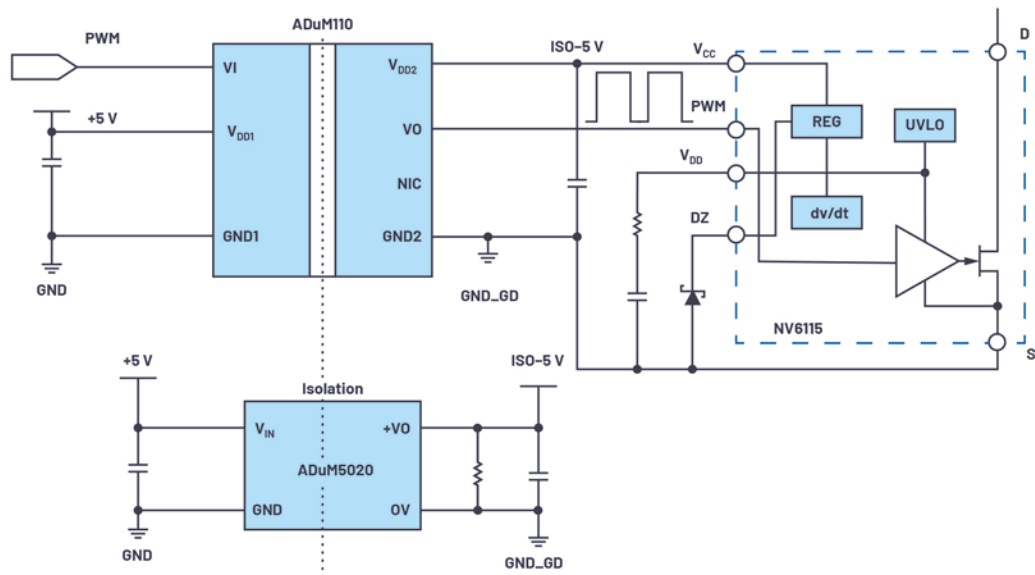 ADuM110
PWM
VI
+5 V
VDD1
GND1
GND
VDD2
VO
NIC
GND2
GND_GD
ISO–5 V
PWM
VCC
VDD
DZ
REG
dv/dt
UVLO
NV6115
D
S
+5 V
Isolation
ISO–5 V
VIN
+VO
ADuM5020
GND
0V
GND
GND_GD